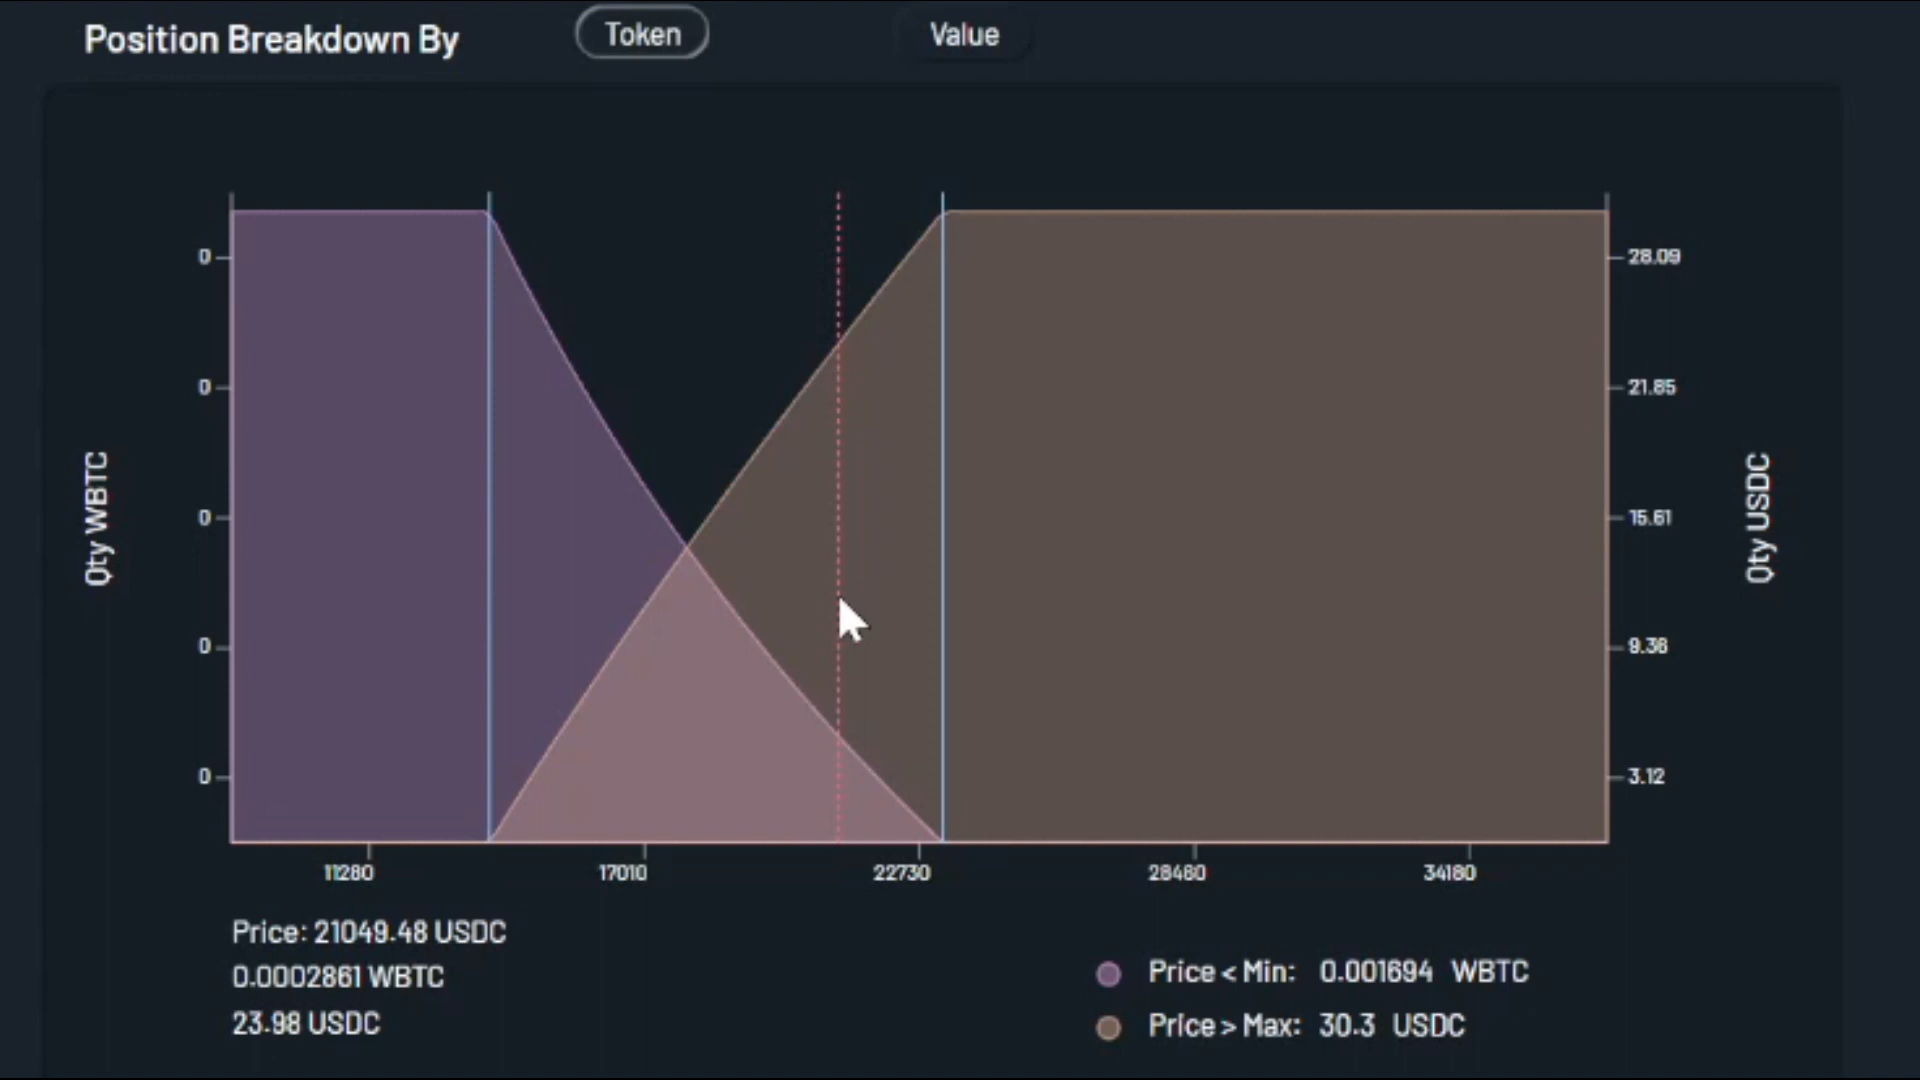 Position Breakdown By Token Value
Qty WBTC
0
0
0
0
0
28.09
21.85
15.61
9.36
3.12
Qty USDC
11280 17010 22730 28460 34180
Price: 21049.48 USDC
0.0002861 WBTC
23.98 USDC
Price < Min: 0.001694 WBTC
Price > Max: 30.3 USDC